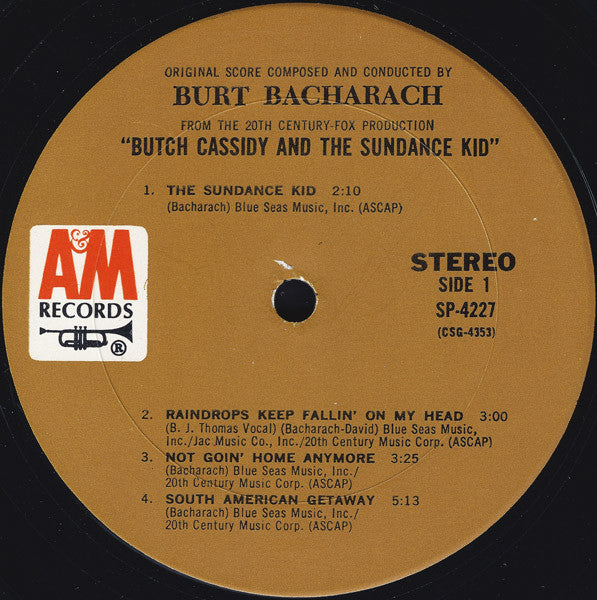 ORIGINAL SCORE COMPOSED AND CONDUCTED BY
BURT BACHARACH
FROM THE 20TH CENTURY-FOX PRODUCTION
"BUTCH CASSIDY AND THE SUNDANCE KID"
1. THE SUNDANCE KID 2:10
(Bacharach) Blue Seas Music, Inc. (ASCAP)
A&M
RECORDS
®
STEREO
SIDE 1
SP-4227
(CSG-4353)
2. RAINDROPS KEEP FALLIN' ON MY HEAD 3:00
(B. J. Thomas Vocal) (Bacharach-David) Blue Seas Music,
Inc./Jac Music Co., Inc./20th Century Music Corp. (ASCAP)
3. NOT GOIN' HOME ANYMORE 3:25
(Bacharach) Blue Seas Music, Inc./
20th Century Music Corp. (ASCAP)
4. SOUTH AMERICAN GETAWAY 5:13
(Bacharach) Blue Seas Music, Inc./
20th Century Music Corp. (ASCAP)